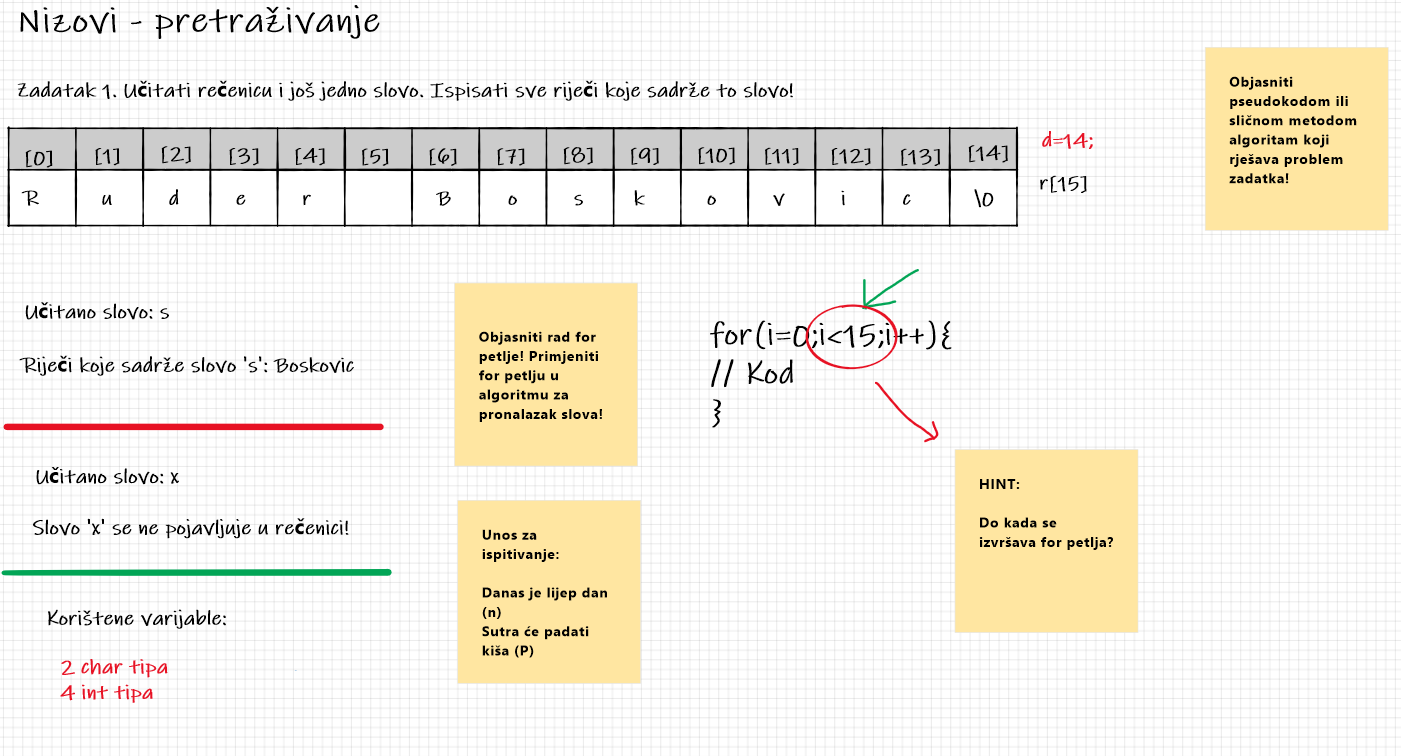 Nizovi - pretraživanje
Zadatak 1. Učitati rečenicu i još jedno slovo. Ispisati sve riječi koje sadrže to slovo!
[0] [1] [2] [3] [4] [5] [6] [7] [8] [9] [10] [11] [12] [13] [14]
R u d e r B o s k o v i c \0
d=14;
r[15]
Objasniti
pseudokodom ili
sličnom metodom
algoritam koji
rješava problem
zadatka!
Učitano slovo: s
Riječi koje sadrže slovo 's': Boskovic
Učitano slovo: x
Slovo 'x' se ne pojavljuje u rečenici!
Korištene varijable:
2 char tipa
4 int tipa
Objasniti rad for
petlje! Primjeniti
for petlju u
algoritmu za
pronalazak slova!
Unos za
ispitivanje:
Danas je lijep dan
(n)
Sutra će padati
kiša (P)
for(i=0;i<15;i++){
// Kod
}
HINT:
Do kada se
izvršava for petlja?